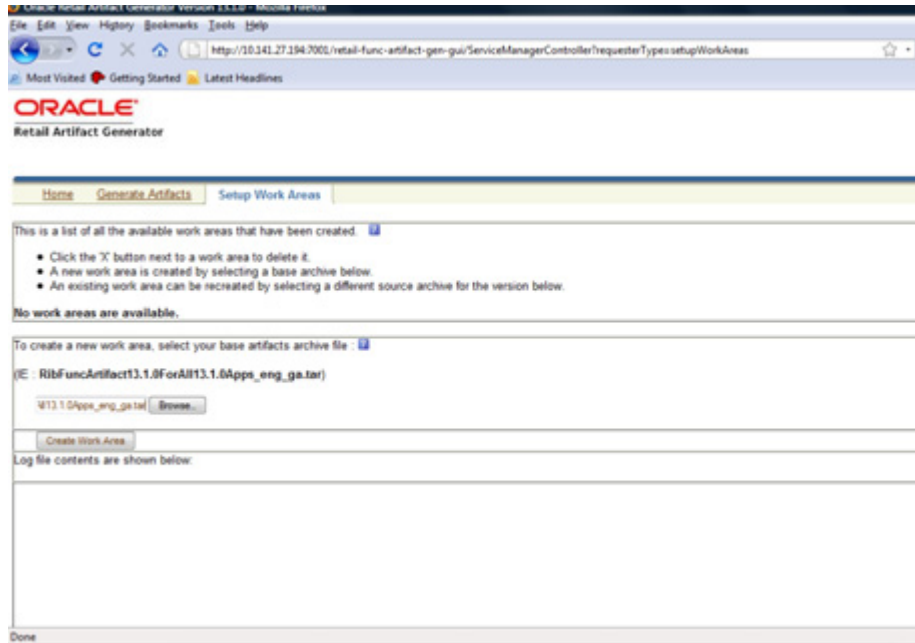 Oracle Retail Artifact Generator Version 13.1.0 - Mozilla Firefox
File Edit View History Bookmarks Tools Help
http://10.141.27.194:7001/retail-func-artifact-gen-gui/ServiceManagerController?requesterType=setupWorkAreas
Most Visited Getting Started Latest Headlines
ORACLE
Retail Artifact Generator
Home Generate Artifacts Setup Work Areas
This is a list of all the available work areas that have been created. ?
• Click the 'X' button next to a work area to delete it.
• A new work area is created by selecting a base archive below.
• An existing work area can be recreated by selecting a different source archive for the version below.
No work areas are available.
To create a new work area, select your base artifacts archive file : ?
(IE : RibFuncArtifact13.1.0ForAll13.1.0Apps_eng_ga.tar)
ll13.1.0Apps_eng_ga.tar Browse..
Create Work Area
Log file contents are shown below:
Done